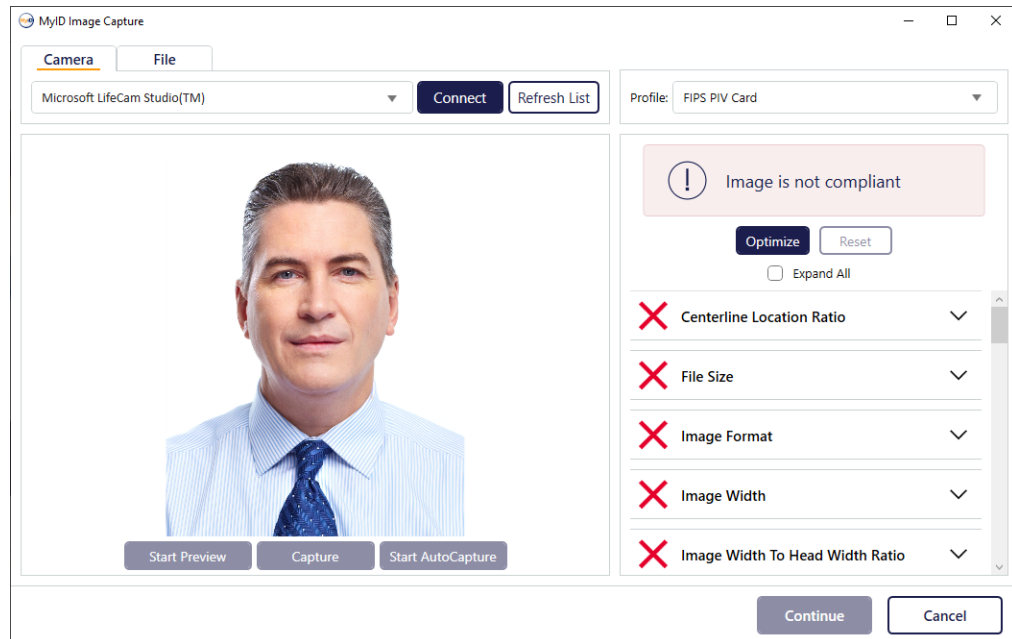 MyID Image Capture
Camera File
Microsoft LifeCam Studio(TM) Connect Refresh List
Profile: FIPS PIV Card
Image is not compliant
Optimize Reset
Expand All
Centerline Location Ratio
File Size
Image Format
Image Width
Image Width To Head Width Ratio
Start Preview Capture Start AutoCapture
Continue Cancel